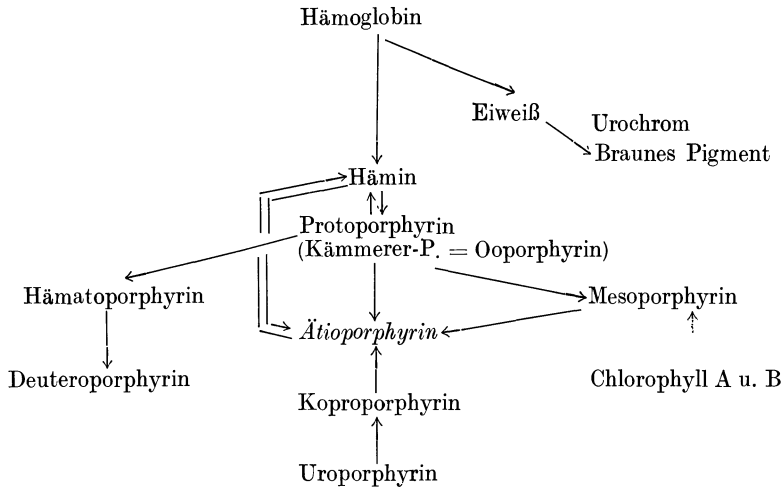 Hämoglobin
Eiweiß
Urochrom
Braunes Pigment
Hämin
Protoporphyrin
(Kämmerer-P. = Ooporphyrin)
Hämatoporphyrin
Mesoporphyrin
Ätioporphyrin
Deuteroporphyrin
Chlorophyll A u. B
Koproporphyrin
Uroporphyrin